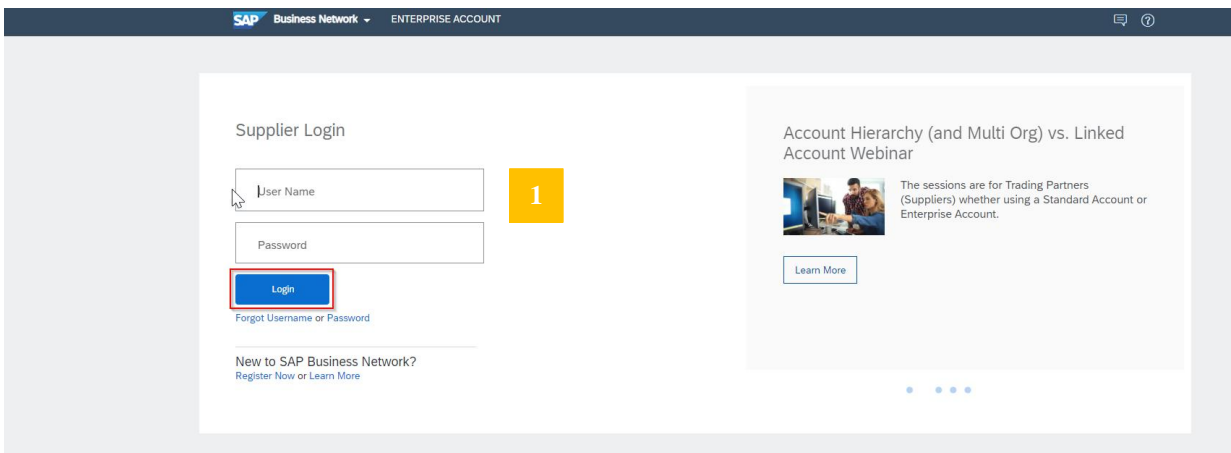 SAP Business Network ENTERPRISE ACCOUNT
Supplier Login
User Name
1
Password
Login
Forgot Username or Password
New to SAP Business Network?
Register Now or Learn More
Account Hierarchy (and Multi Org) vs. Linked
Account Webinar
The sessions are for Trading Partners
(Suppliers) whether using a Standard Account or
Enterprise Account.
Learn More